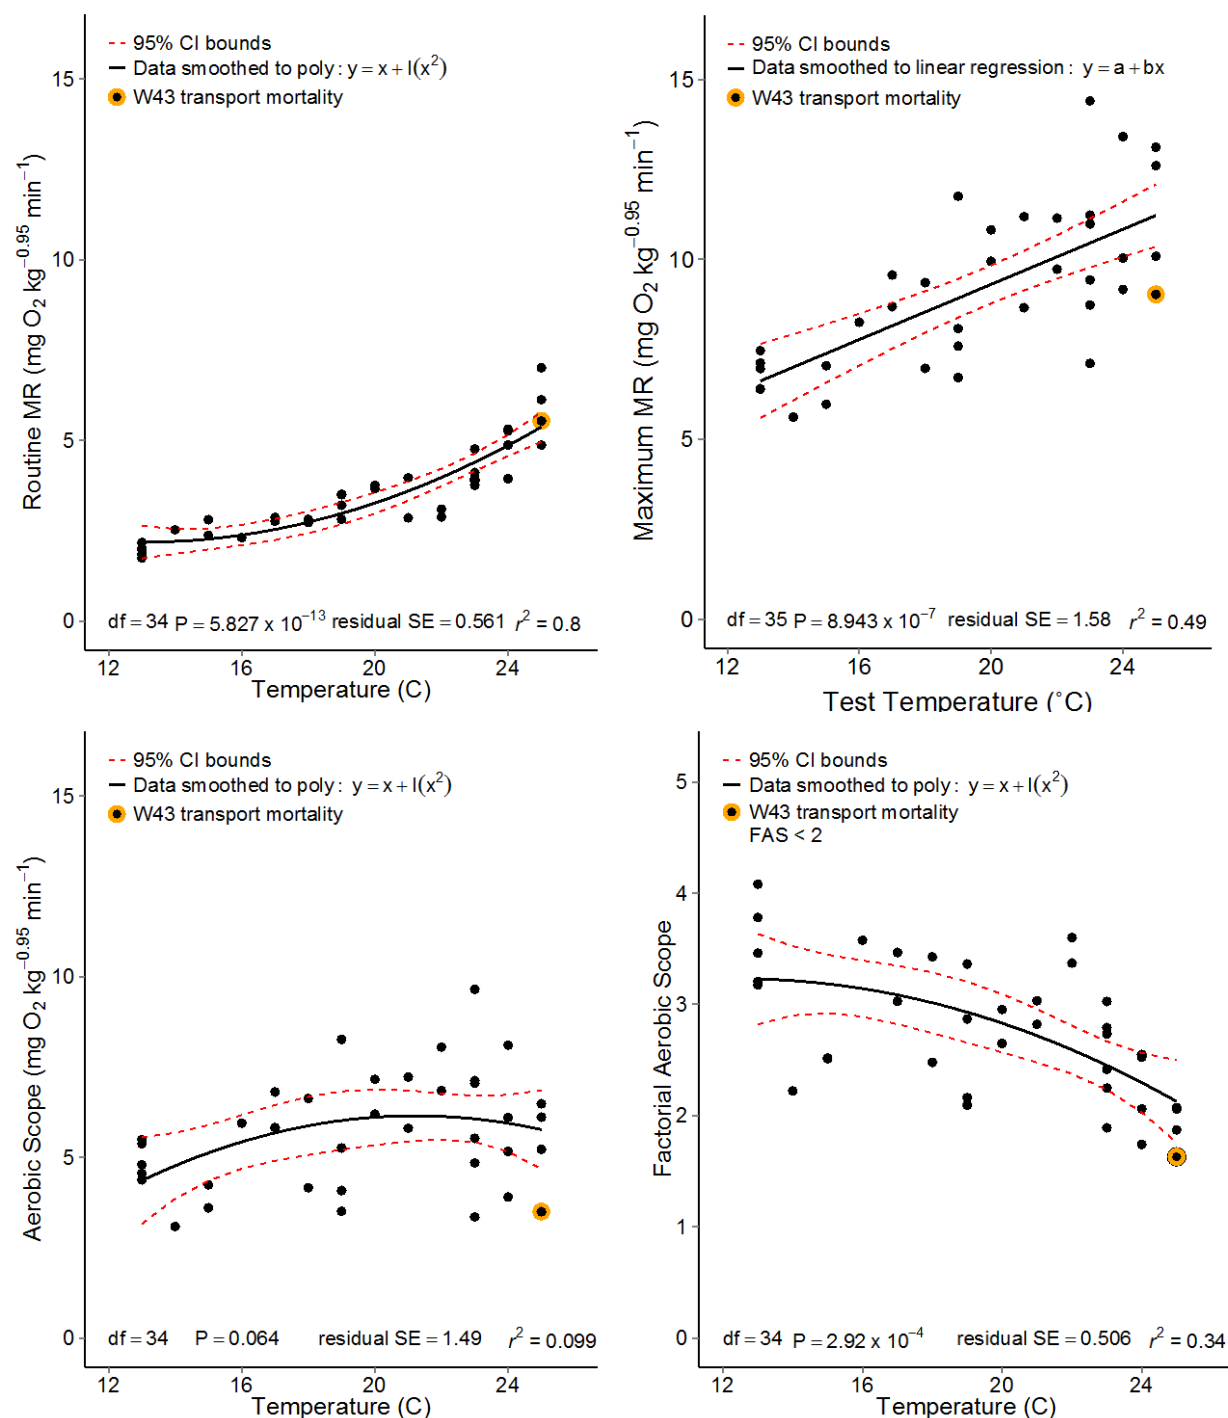 95% CI bounds
Data smoothed to poly : y = x + I(x²)
W43 transport mortality
15
10
5
0
Routine MR (mg O₂ kg⁻⁰·⁹⁵ min⁻¹)
df = 34 P = 5.827 x 10⁻¹³ residual SE = 0.561 r² = 0.8
12 16 20 24
Temperature (C)
95% CI bounds
Data smoothed to linear regression : y = a + bx
W43 transport mortality
15
10
5
0
Maximum MR (mg O₂ kg⁻⁰·⁹⁵ min⁻¹)
df = 35 P = 8.943 x 10⁻⁷ residual SE = 1.58 r² = 0.49
12 16 20 24
Test Temperature (°C)
95% CI bounds
Data smoothed to poly : y = x + I(x²)
W43 transport mortality
15
10
5
0
Aerobic Scope (mg O₂ kg⁻⁰·⁹⁵ min⁻¹)
df = 34 P = 0.064 residual SE = 1.49 r² = 0.099
12 16 20 24
Temperature (C)
95% CI bounds
Data smoothed to poly : y = x + I(x²)
W43 transport mortality
FAS < 2
5
4
3
2
1
0
Factorial Aerobic Scope
df = 34 P = 2.92 x 10⁻⁴ residual SE = 0.506 r² = 0.34
12 16 20 24
Temperature (C)